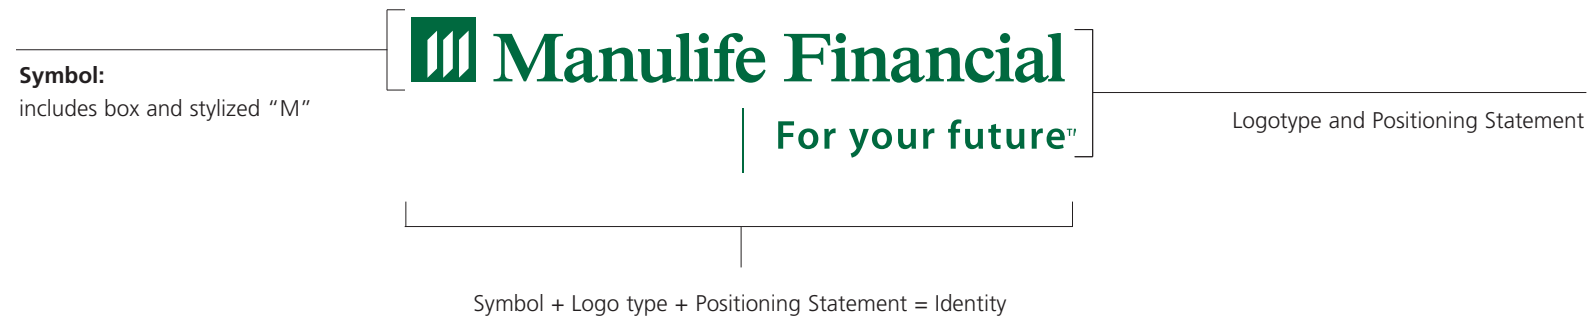 Manulife Financial
Symbol:
includes box and stylized “M”
For your future™
Logotype and Positioning Statement
Symbol + Logo type + Positioning Statement = Identity